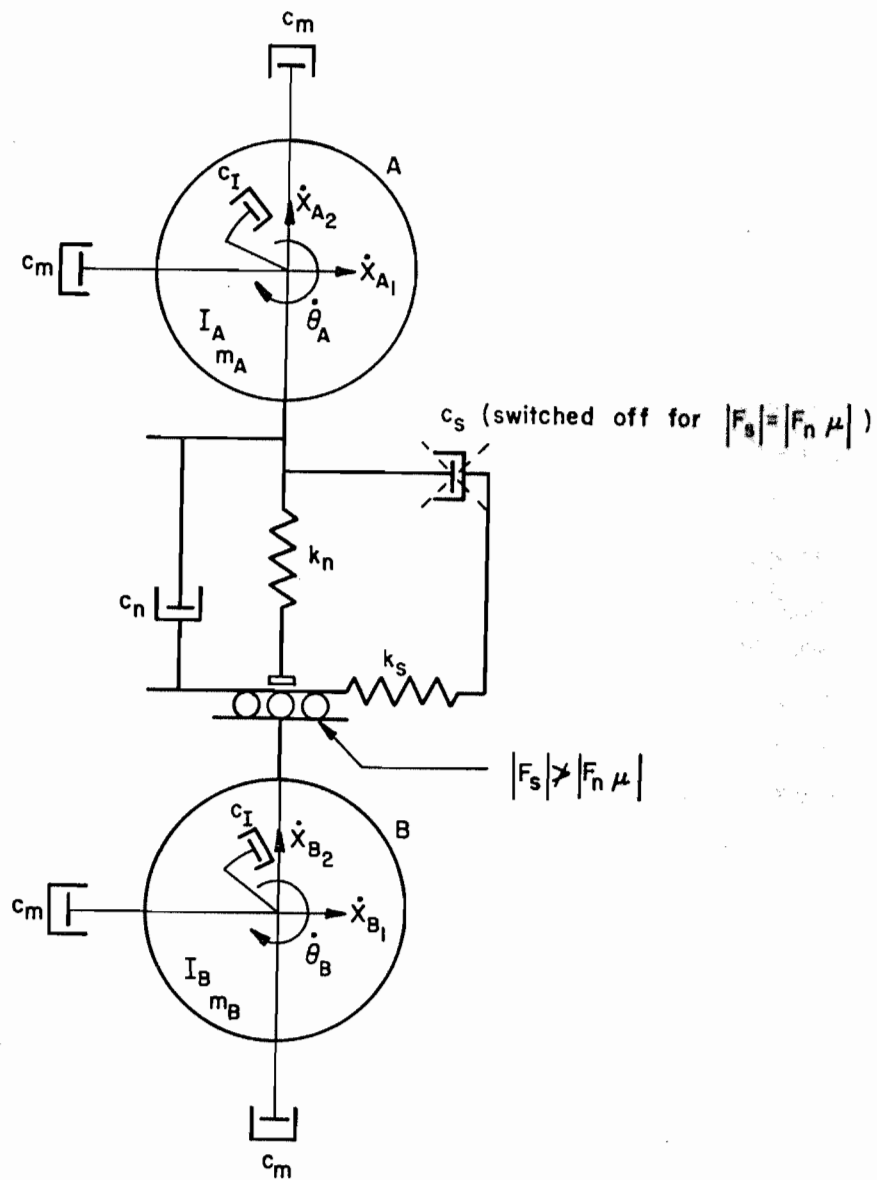 c_m
A
c_I
Ẋ_A2
c_m
Ẋ_A1
θ̇_A
I_A
m_A
c_s (switched off for |F_s| = |F_n μ|)
k_n
c_n
k_s
|F_s| ≯ |F_n μ|
B
c_I
Ẋ_B2
c_m
Ẋ_B1
θ̇_B
I_B
m_B
c_m